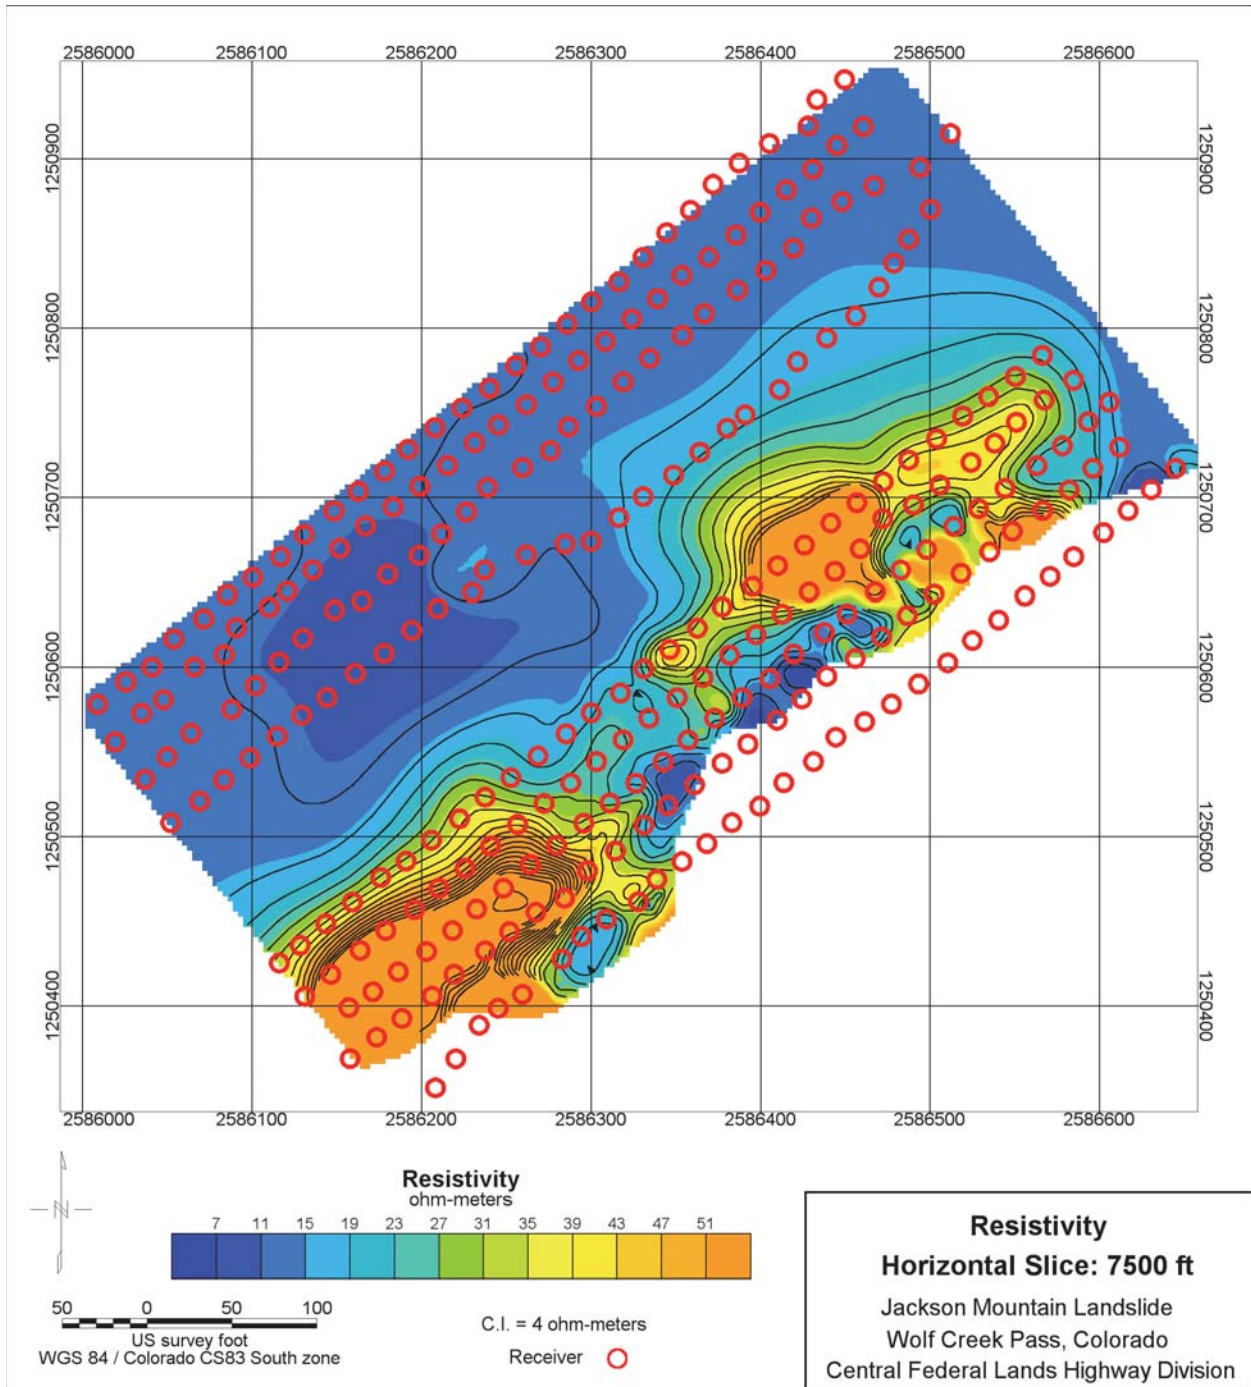 2586000 2586100 2586200 2586300 2586400 2586500 2586600
1250900 1250900
1250800 1250800
1250700 1250700
1250600 1250600
1250500 1250500
1250400 1250400
2586000 2586100 2586200 2586300 2586400 2586500 2586600
N
Resistivity
ohm-meters
7 11 15 19 23 27 31 35 39 43 47 51
50 0 50 100
US survey foot
WGS 84 / Colorado CS83 South zone
C.I. = 4 ohm-meters
Receiver
Resistivity
Horizontal Slice: 7500 ft
Jackson Mountain Landslide
Wolf Creek Pass, Colorado
Central Federal Lands Highway Division